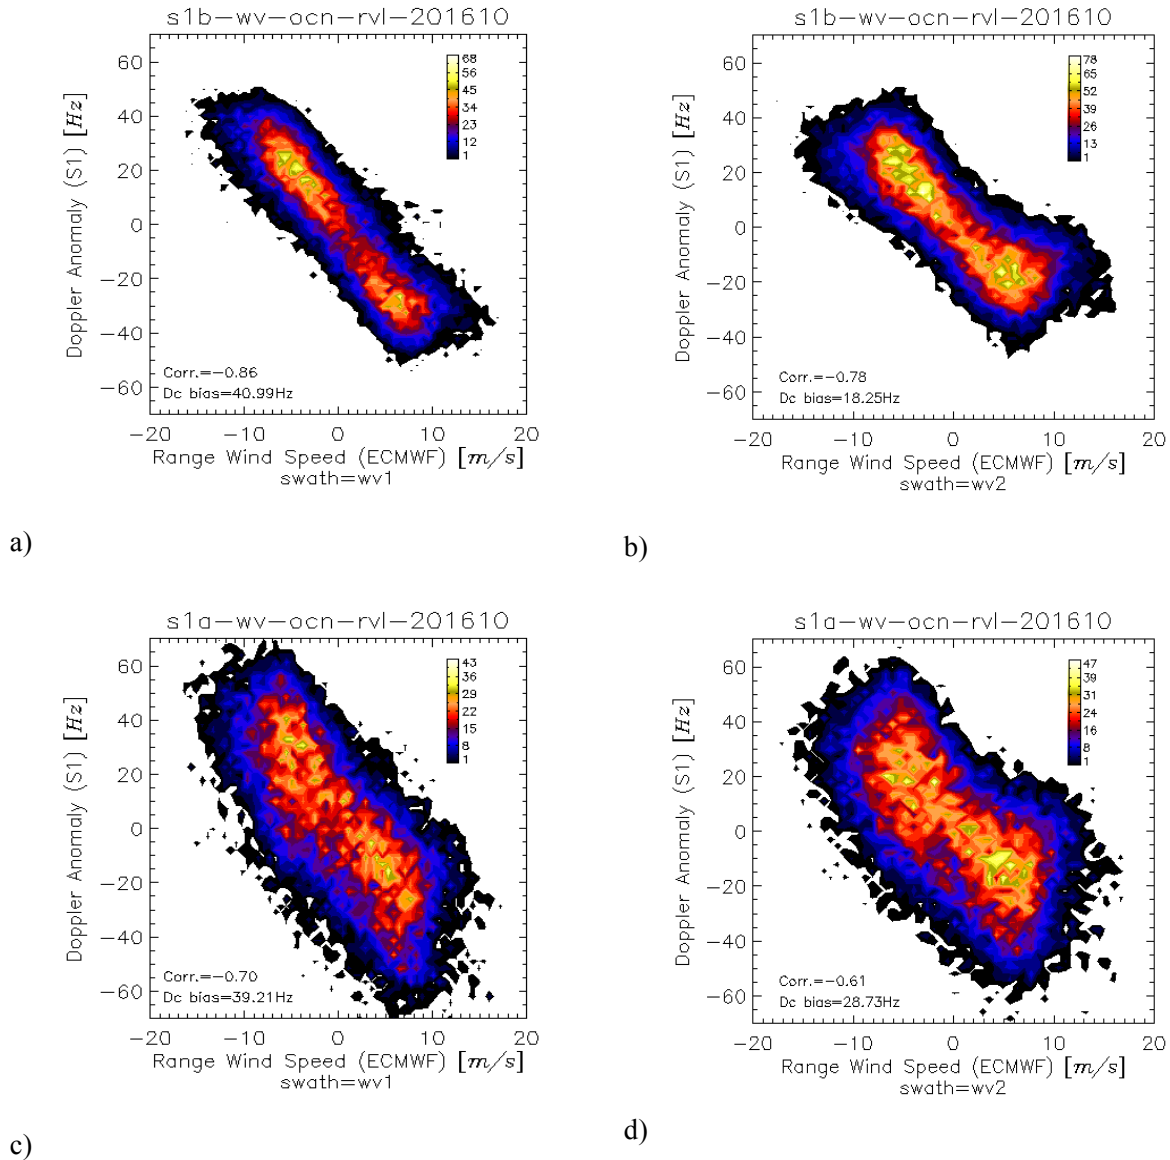 s1b-wv-ocn-rvl-201610
60
40
20
0
-20
-40
-60
Doppler Anomaly (S1) [Hz]
68
56
45
34
23
12
1
Corr.=-0.86
Dc bias=40.99Hz
-20 -10 0 10 20
Range Wind Speed (ECMWF) [m/s]
swath=wv1
a)
s1b-wv-ocn-rvl-201610
60
40
20
0
-20
-40
-60
Doppler Anomaly (S1) [Hz]
78
65
52
39
26
13
1
Corr.=-0.78
Dc bias=18.25Hz
-20 -10 0 10 20
Range Wind Speed (ECMWF) [m/s]
swath=wv2
b)
s1a-wv-ocn-rvl-201610
60
40
20
0
-20
-40
-60
Doppler Anomaly (S1) [Hz]
43
36
29
22
15
8
1
Corr.=-0.70
Dc bias=39.21Hz
-20 -10 0 10 20
Range Wind Speed (ECMWF) [m/s]
swath=wv1
c)
s1a-wv-ocn-rvl-201610
60
40
20
0
-20
-40
-60
Doppler Anomaly (S1) [Hz]
47
39
31
24
16
8
1
Corr.=-0.61
Dc bias=28.73Hz
-20 -10 0 10 20
Range Wind Speed (ECMWF) [m/s]
swath=wv2
d)